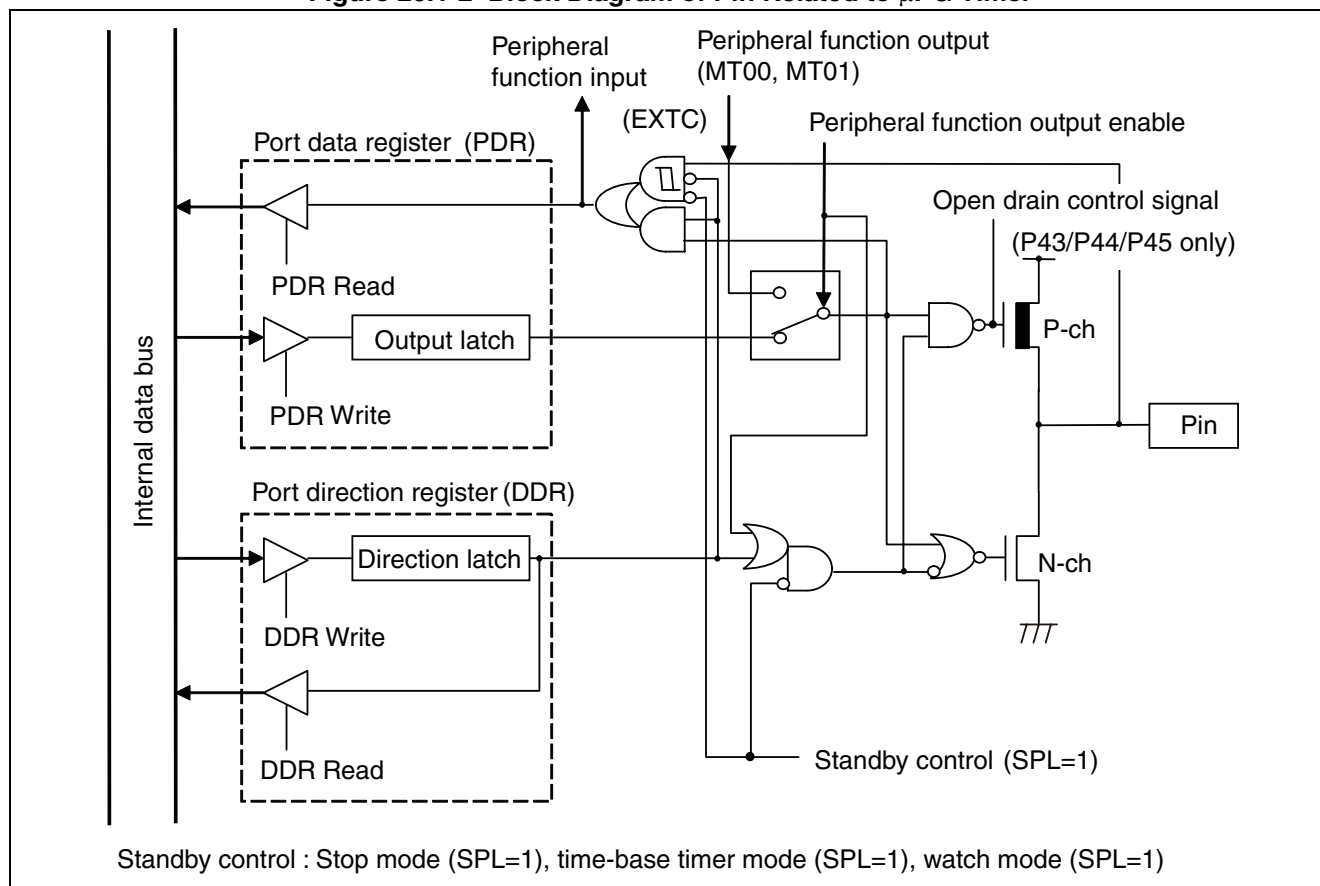 Peripheral
function input
Peripheral function output
(MT00, MT01)
(EXTC)
Peripheral function output enable
Port data register (PDR)
Open drain control signal
(P43/P44/P45 only)
PDR Read
Output latch
P-ch
PDR Write
Pin
Internal data bus
Port direction register (DDR)
Direction latch
N-ch
DDR Write
Standby control (SPL=1)
DDR Read
Standby control : Stop mode (SPL=1), time-base timer mode (SPL=1), watch mode (SPL=1)